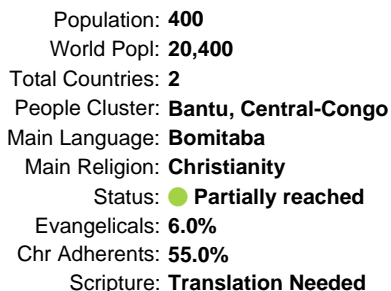 Population: 400
World Popl: 20,400
Total Countries: 2
People Cluster: Bantu, Central-Congo
Main Language: Bomitaba
Main Religion: Christianity
Status: Partially reached
Evangelicals: 6.0%
Chr Adherents: 55.0%
Scripture: Translation Needed